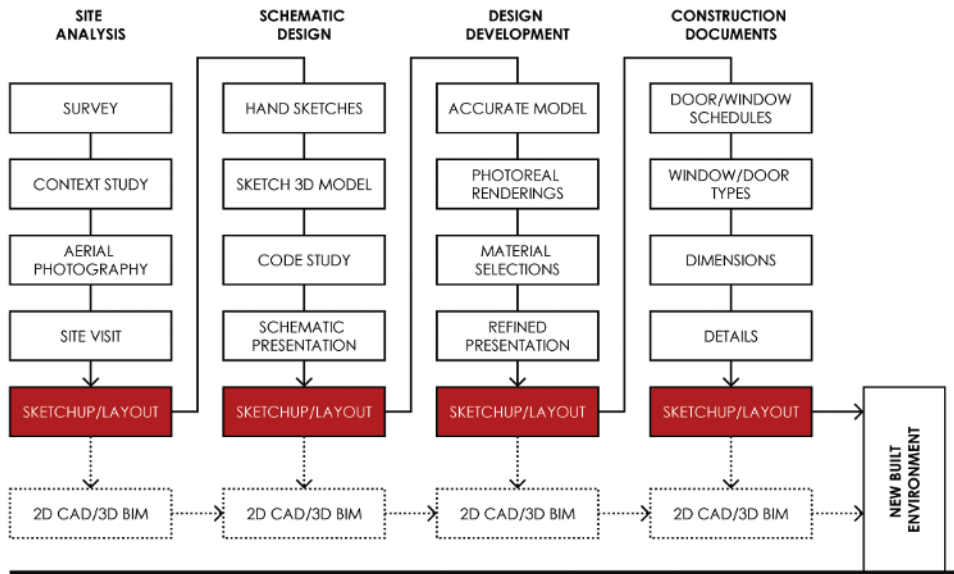 SITE
ANALYSIS
SURVEY
CONTEXT STUDY
AERIAL
PHOTOGRAPHY
SITE VISIT
SKETCHUP/LAYOUT
2D CAD/3D BIM
SCHEMATIC
DESIGN
HAND SKETCHES
SKETCH 3D MODEL
CODE STUDY
SCHEMATIC
PRESENTATION
SKETCHUP/LAYOUT
2D CAD/3D BIM
DESIGN
DEVELOPMENT
ACCURATE MODEL
PHOTOREAL
RENDERINGS
MATERIAL
SELECTIONS
REFINED
PRESENTATION
SKETCHUP/LAYOUT
2D CAD/3D BIM
CONSTRUCTION
DOCUMENTS
DOOR/WINDOW
SCHEDULES
WINDOW/DOOR
TYPES
DIMENSIONS
DETAILS
SKETCHUP/LAYOUT
2D CAD/3D BIM
NEW BUILT
ENVIRONMENT